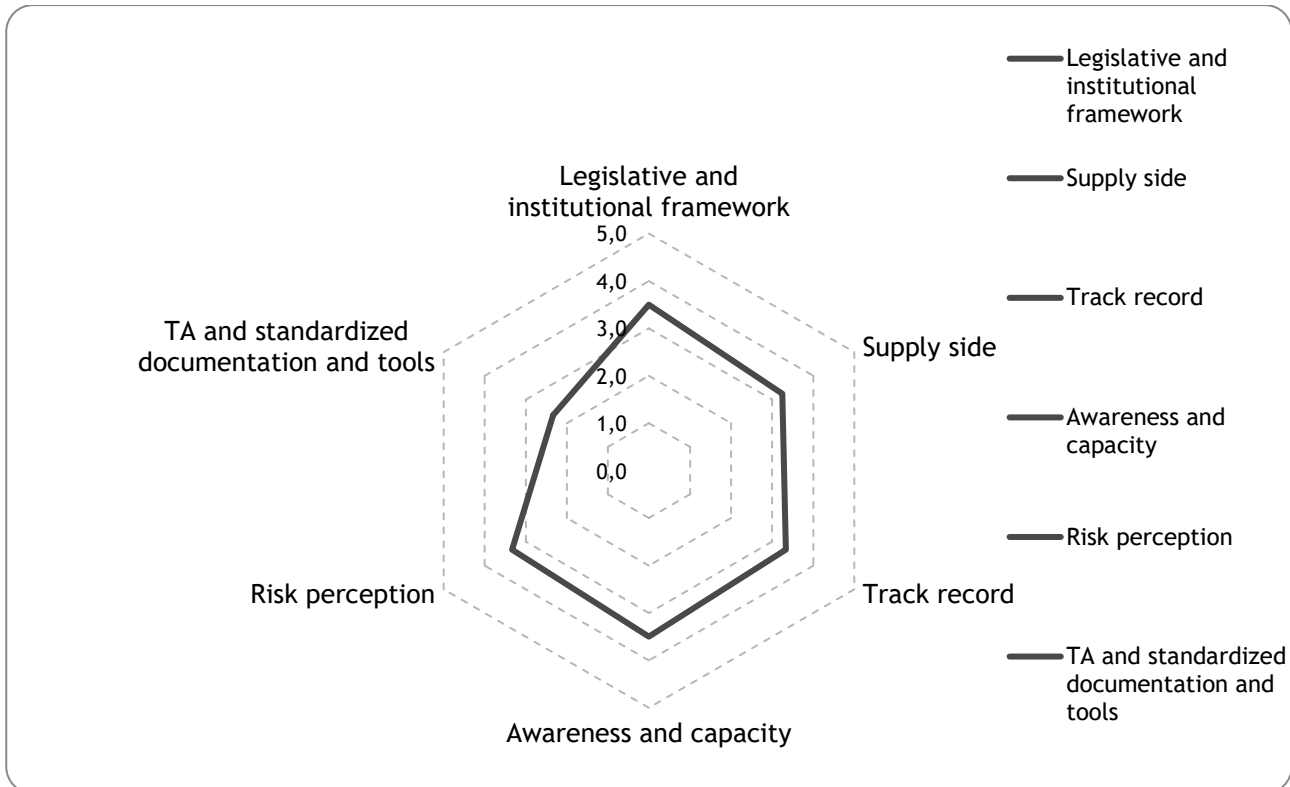 Legislative and
institutional framework
5,0
4,0
3,0
2,0
1,0
0,0
Supply side
Track record
Awareness and capacity
Risk perception
TA and standardized
documentation and tools
Legislative and
institutional
framework
Supply side
Track record
Awareness and
capacity
Risk perception
TA and standardized
documentation and
tools